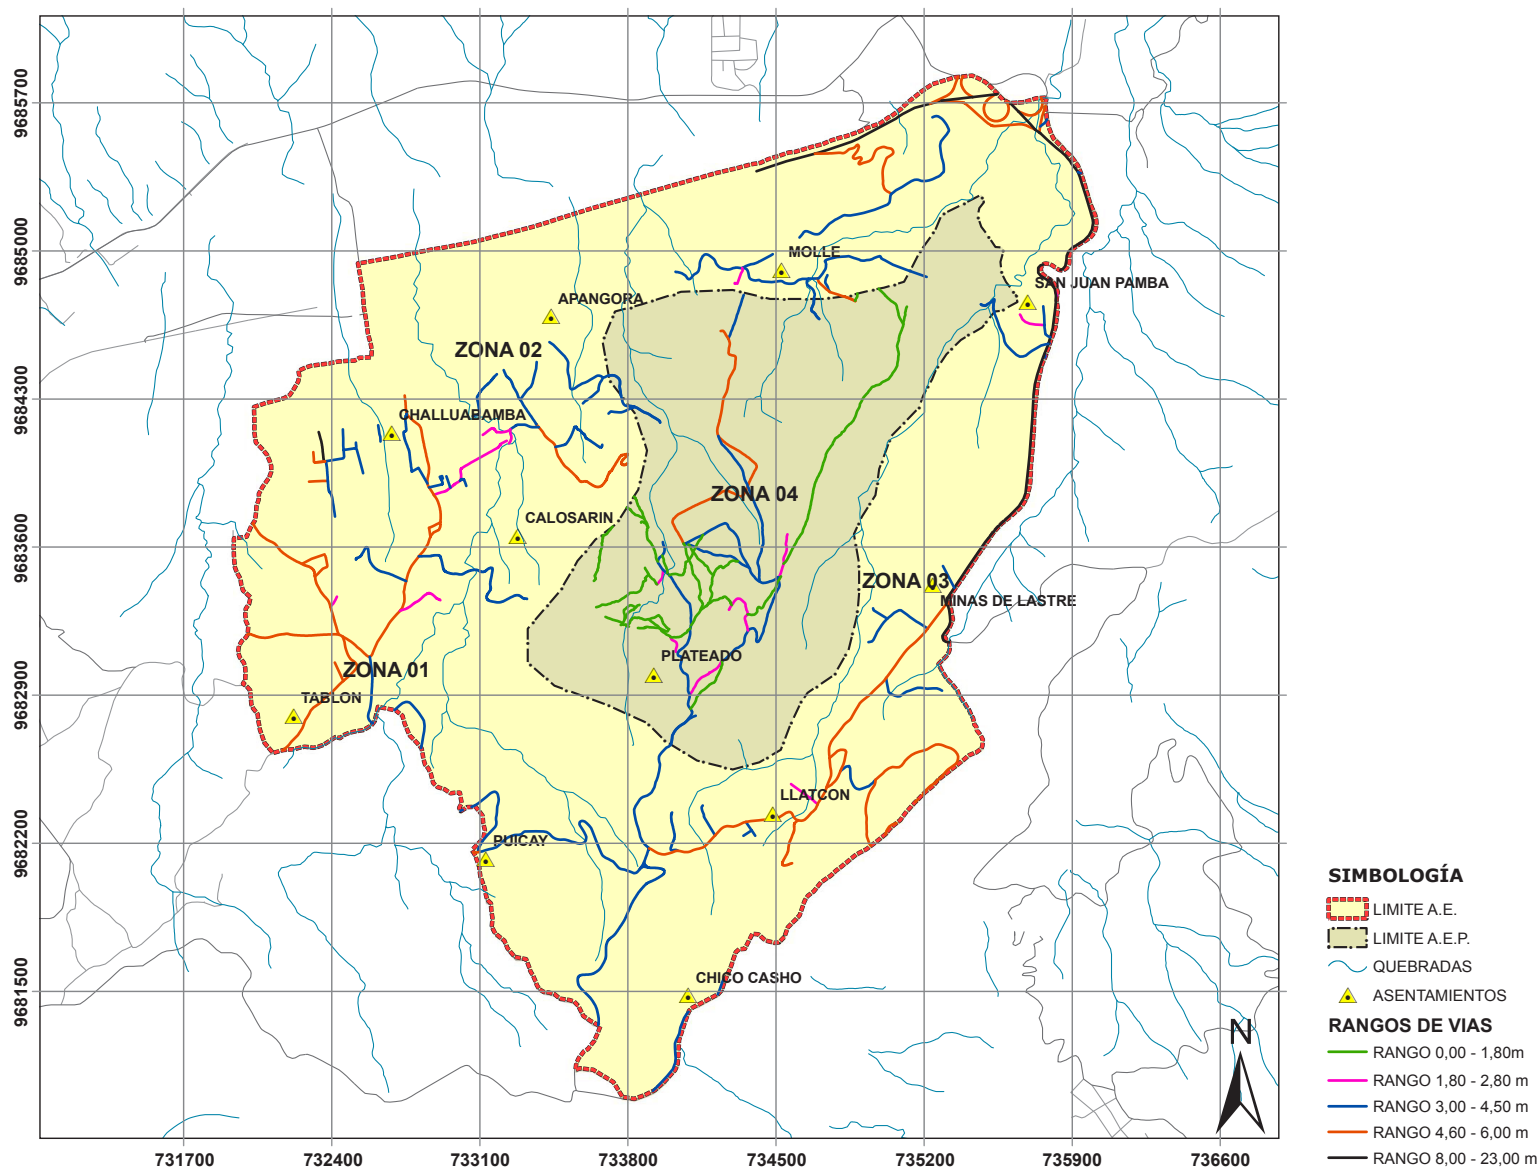 9685700
9685000
9684300
9683600
9682900
9682200
9681500
MOLLE
SAN JUAN PAMBA
APANGORA
ZONA 02
CHALLUABAMBA
ZONA 04
CALOSARIN
ZONA 03
MINAS DE LASTRE
PLATEADO
ZONA 01
TABLON
LLATCON
PUICAY
CHICO CASHO
731700 732400 733100 733800 734500 735200 735900 736600
SIMBOLOGÍA
LIMITE A.E.
LIMITE A.E.P.
QUEBRADAS
ASENTAMIENTOS
RANGOS DE VIAS
N
RANGO 0,00 - 1,80m
RANGO 1,80 - 2,80 m
RANGO 3,00 - 4,50 m
RANGO 4,60 - 6,00 m
RANGO 8,00 - 23,00 m